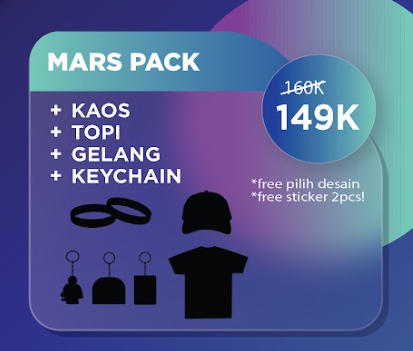 MARS PACK
160K
149K
+ KAOS
+ TOPI
+ GELANG
+ KEYCHAIN
*free pilih desain
*free sticker 2pcs!